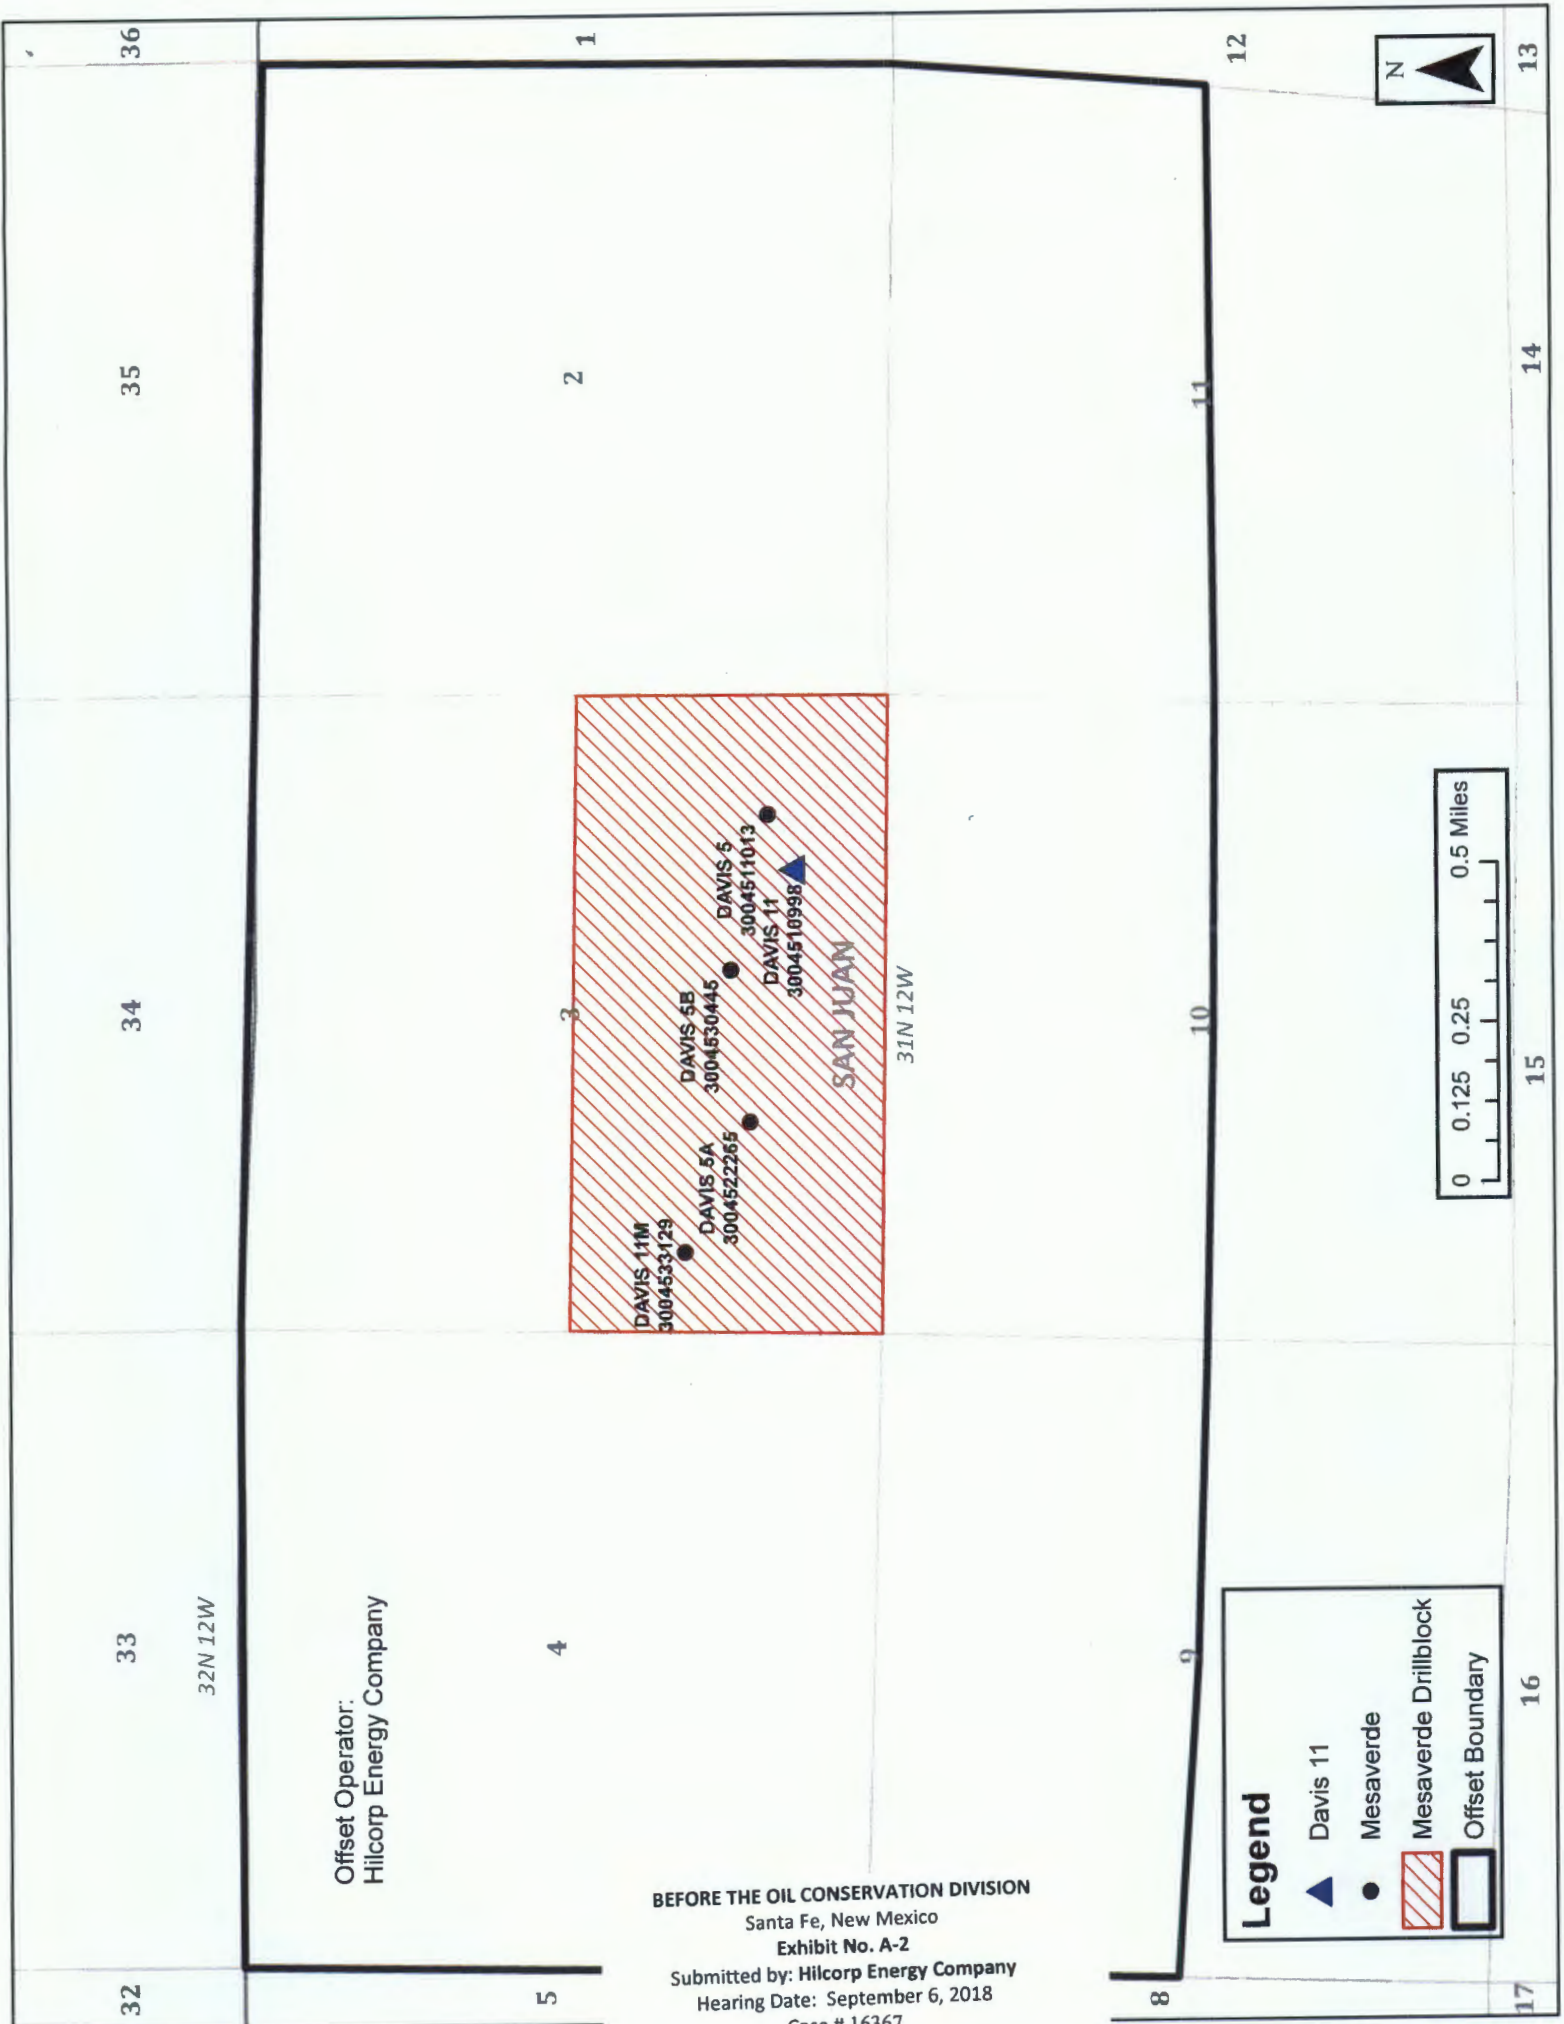 32
33
34
35
36
32N 12W
Offset Operator:
Hilcorp Energy Company
5
4
3
2
1
DAVIS 11M
3004533129
DAVIS 5A
3004522265
DAVIS 5B
3004530445
DAVIS 5
3004511013
DAVIS 11
3004510998
SAN JUAN
31N 12W
8
9
10
11
12
Legend
Davis 11
Mesaverde
Mesaverde Drillblock
Offset Boundary
0 0.125 0.25 0.5 Miles
N
17
16
15
14
13
BEFORE THE OIL CONSERVATION DIVISION
Santa Fe, New Mexico
Exhibit No. A-2
Submitted by: Hilcorp Energy Company
Hearing Date: September 6, 2018
Case # 16367